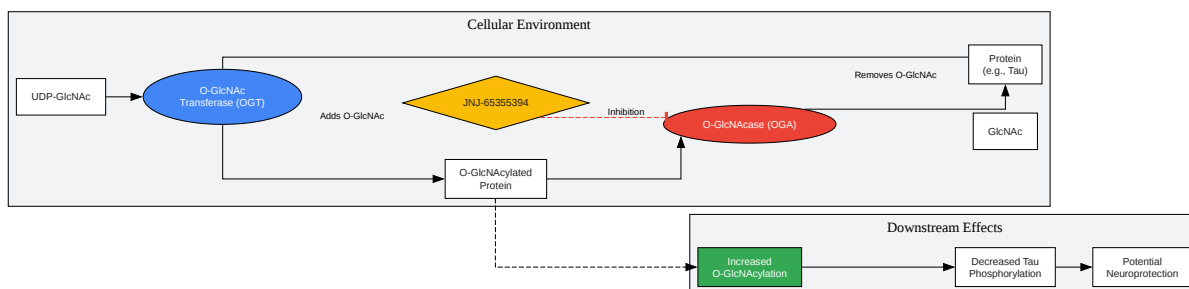 Cellular Environment
UDP-GlcNAc
O-GlcNAc
Transferase (OGT)
Adds O-GlcNAc
JNJ-65355394
Inhibition
O-GlcNAcase (OGA)
Removes O-GlcNAc
Protein
(e.g., Tau)
GlcNAc
O-GlcNAcylated
Protein
Downstream Effects
Increased
O-GlcNAcylation
Decreased Tau
Phosphorylation
Potential
Neuroprotection